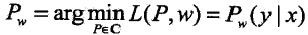 P_w = arg min_{P∈C} L(P, w) = P_w(y | x)